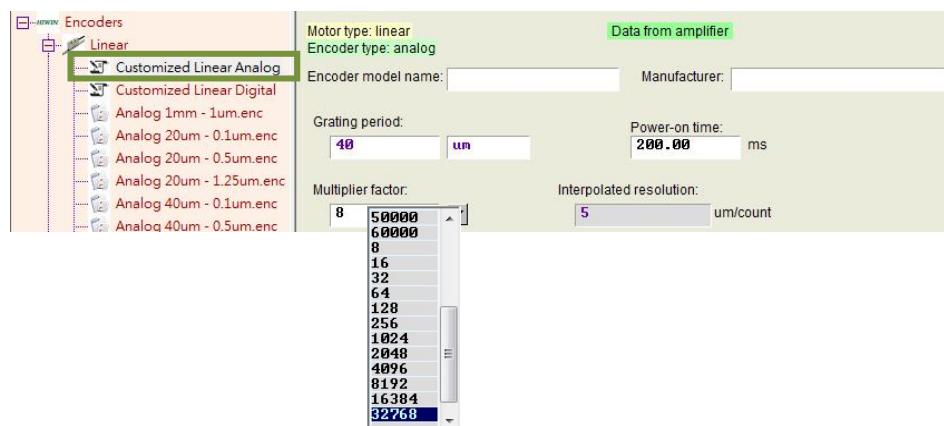 HIWIN Encoders
Linear
Customized Linear Analog
Customized Linear Digital
Analog 1mm - 1um.enc
Analog 20um - 0.1um.enc
Analog 20um - 0.5um.enc
Analog 20um - 1.25um.enc
Analog 40um - 0.1um.enc
Analog 40um - 0.5um.enc
Motor type: linear
Data from amplifier
Encoder type: analog
Encoder model name:
Manufacturer:
Grating period:
Power-on time:
40 um
200.00 ms
Multiplier factor:
Interpolated resolution:
8
5 um/count
50000
60000
8
16
32
64
128
256
1024
2048
4096
8192
16384
32768